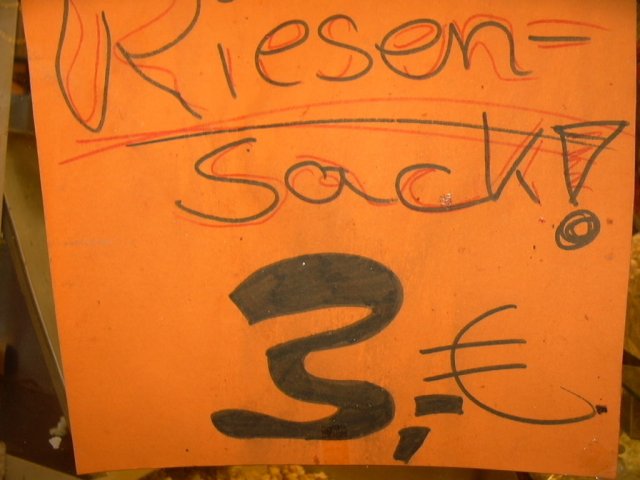 Riesen=
sack!
3,- €